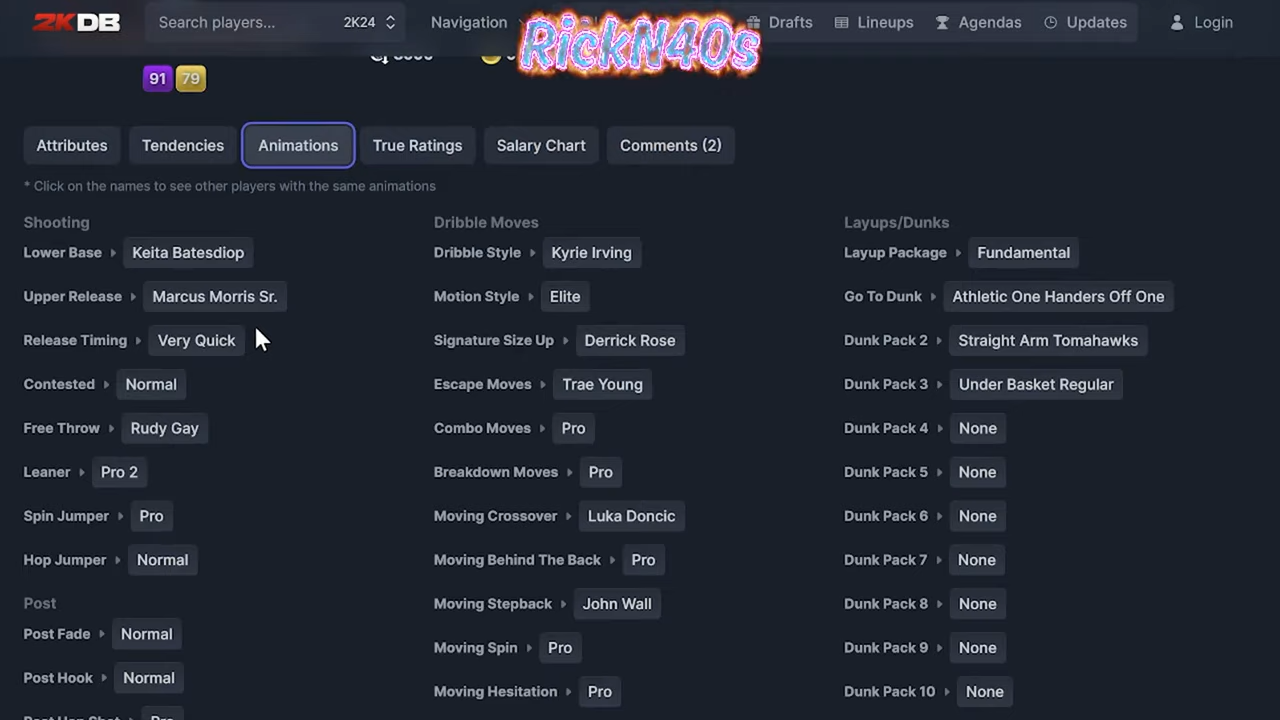 2KDB Search players... 2K24 Navigation Drafts Lineups Agendas Updates Login
RickN40s
91 79
Attributes Tendencies Animations True Ratings Salary Chart Comments (2)
* Click on the names to see other players with the same animations
Shooting
Lower Base Keita Batesdiop
Upper Release Marcus Morris Sr.
Release Timing Very Quick
Contested Normal
Free Throw Rudy Gay
Leaner Pro 2
Spin Jumper Pro
Hop Jumper Normal
Post
Post Fade Normal
Post Hook Normal
Post Hop Shot Pro
Dribble Moves
Dribble Style Kyrie Irving
Motion Style Elite
Signature Size Up Derrick Rose
Escape Moves Trae Young
Combo Moves Pro
Breakdown Moves Pro
Moving Crossover Luka Doncic
Moving Behind The Back Pro
Moving Stepback John Wall
Moving Spin Pro
Moving Hesitation Pro
Layups/Dunks
Layup Package Fundamental
Go To Dunk Athletic One Handers Off One
Dunk Pack 2 Straight Arm Tomahawks
Dunk Pack 3 Under Basket Regular
Dunk Pack 4 None
Dunk Pack 5 None
Dunk Pack 6 None
Dunk Pack 7 None
Dunk Pack 8 None
Dunk Pack 9 None
Dunk Pack 10 None